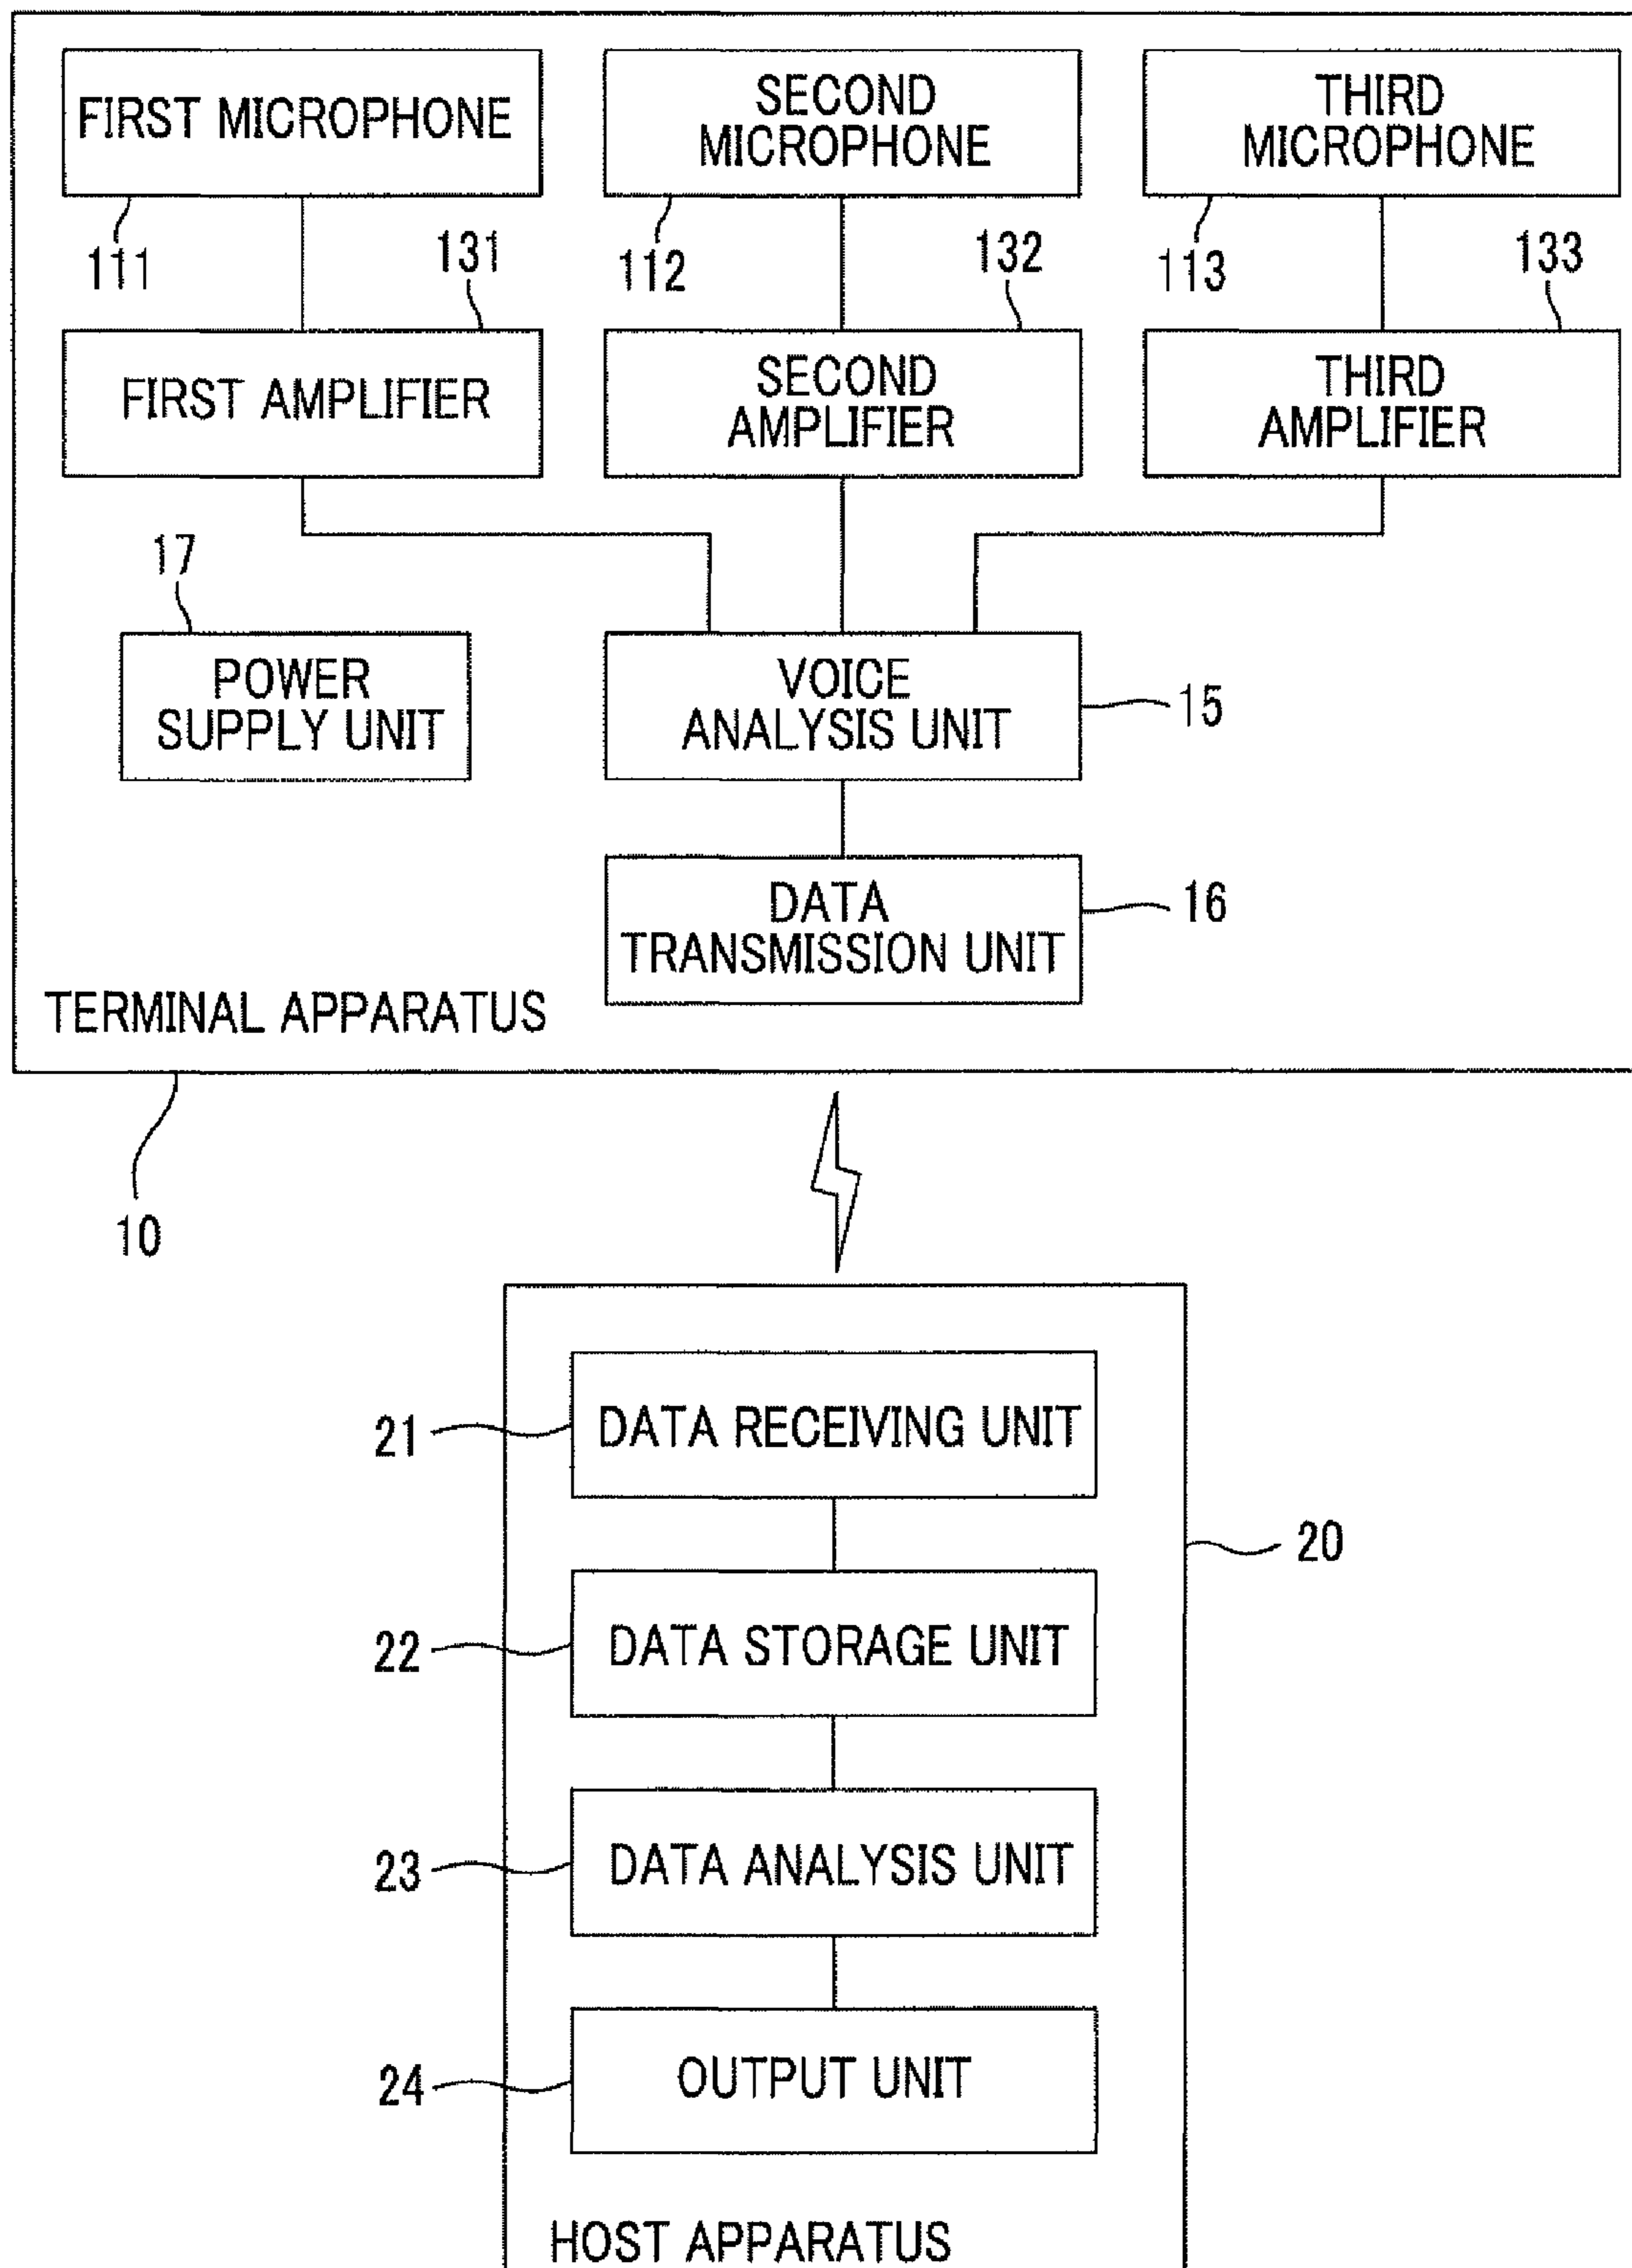 FIRST MICROPHONE
SECOND
MICROPHONE
THIRD
MICROPHONE
111
131
112
132
113
133
FIRST AMPLIFIER
SECOND
AMPLIFIER
THIRD
AMPLIFIER
17
POWER
SUPPLY UNIT
VOICE
ANALYSIS UNIT
15
DATA
TRANSMISSION UNIT
16
TERMINAL APPARATUS
10
21
DATA RECEIVING UNIT
20
22
DATA STORAGE UNIT
23
DATA ANALYSIS UNIT
24
OUTPUT UNIT
HOST APPARATUS